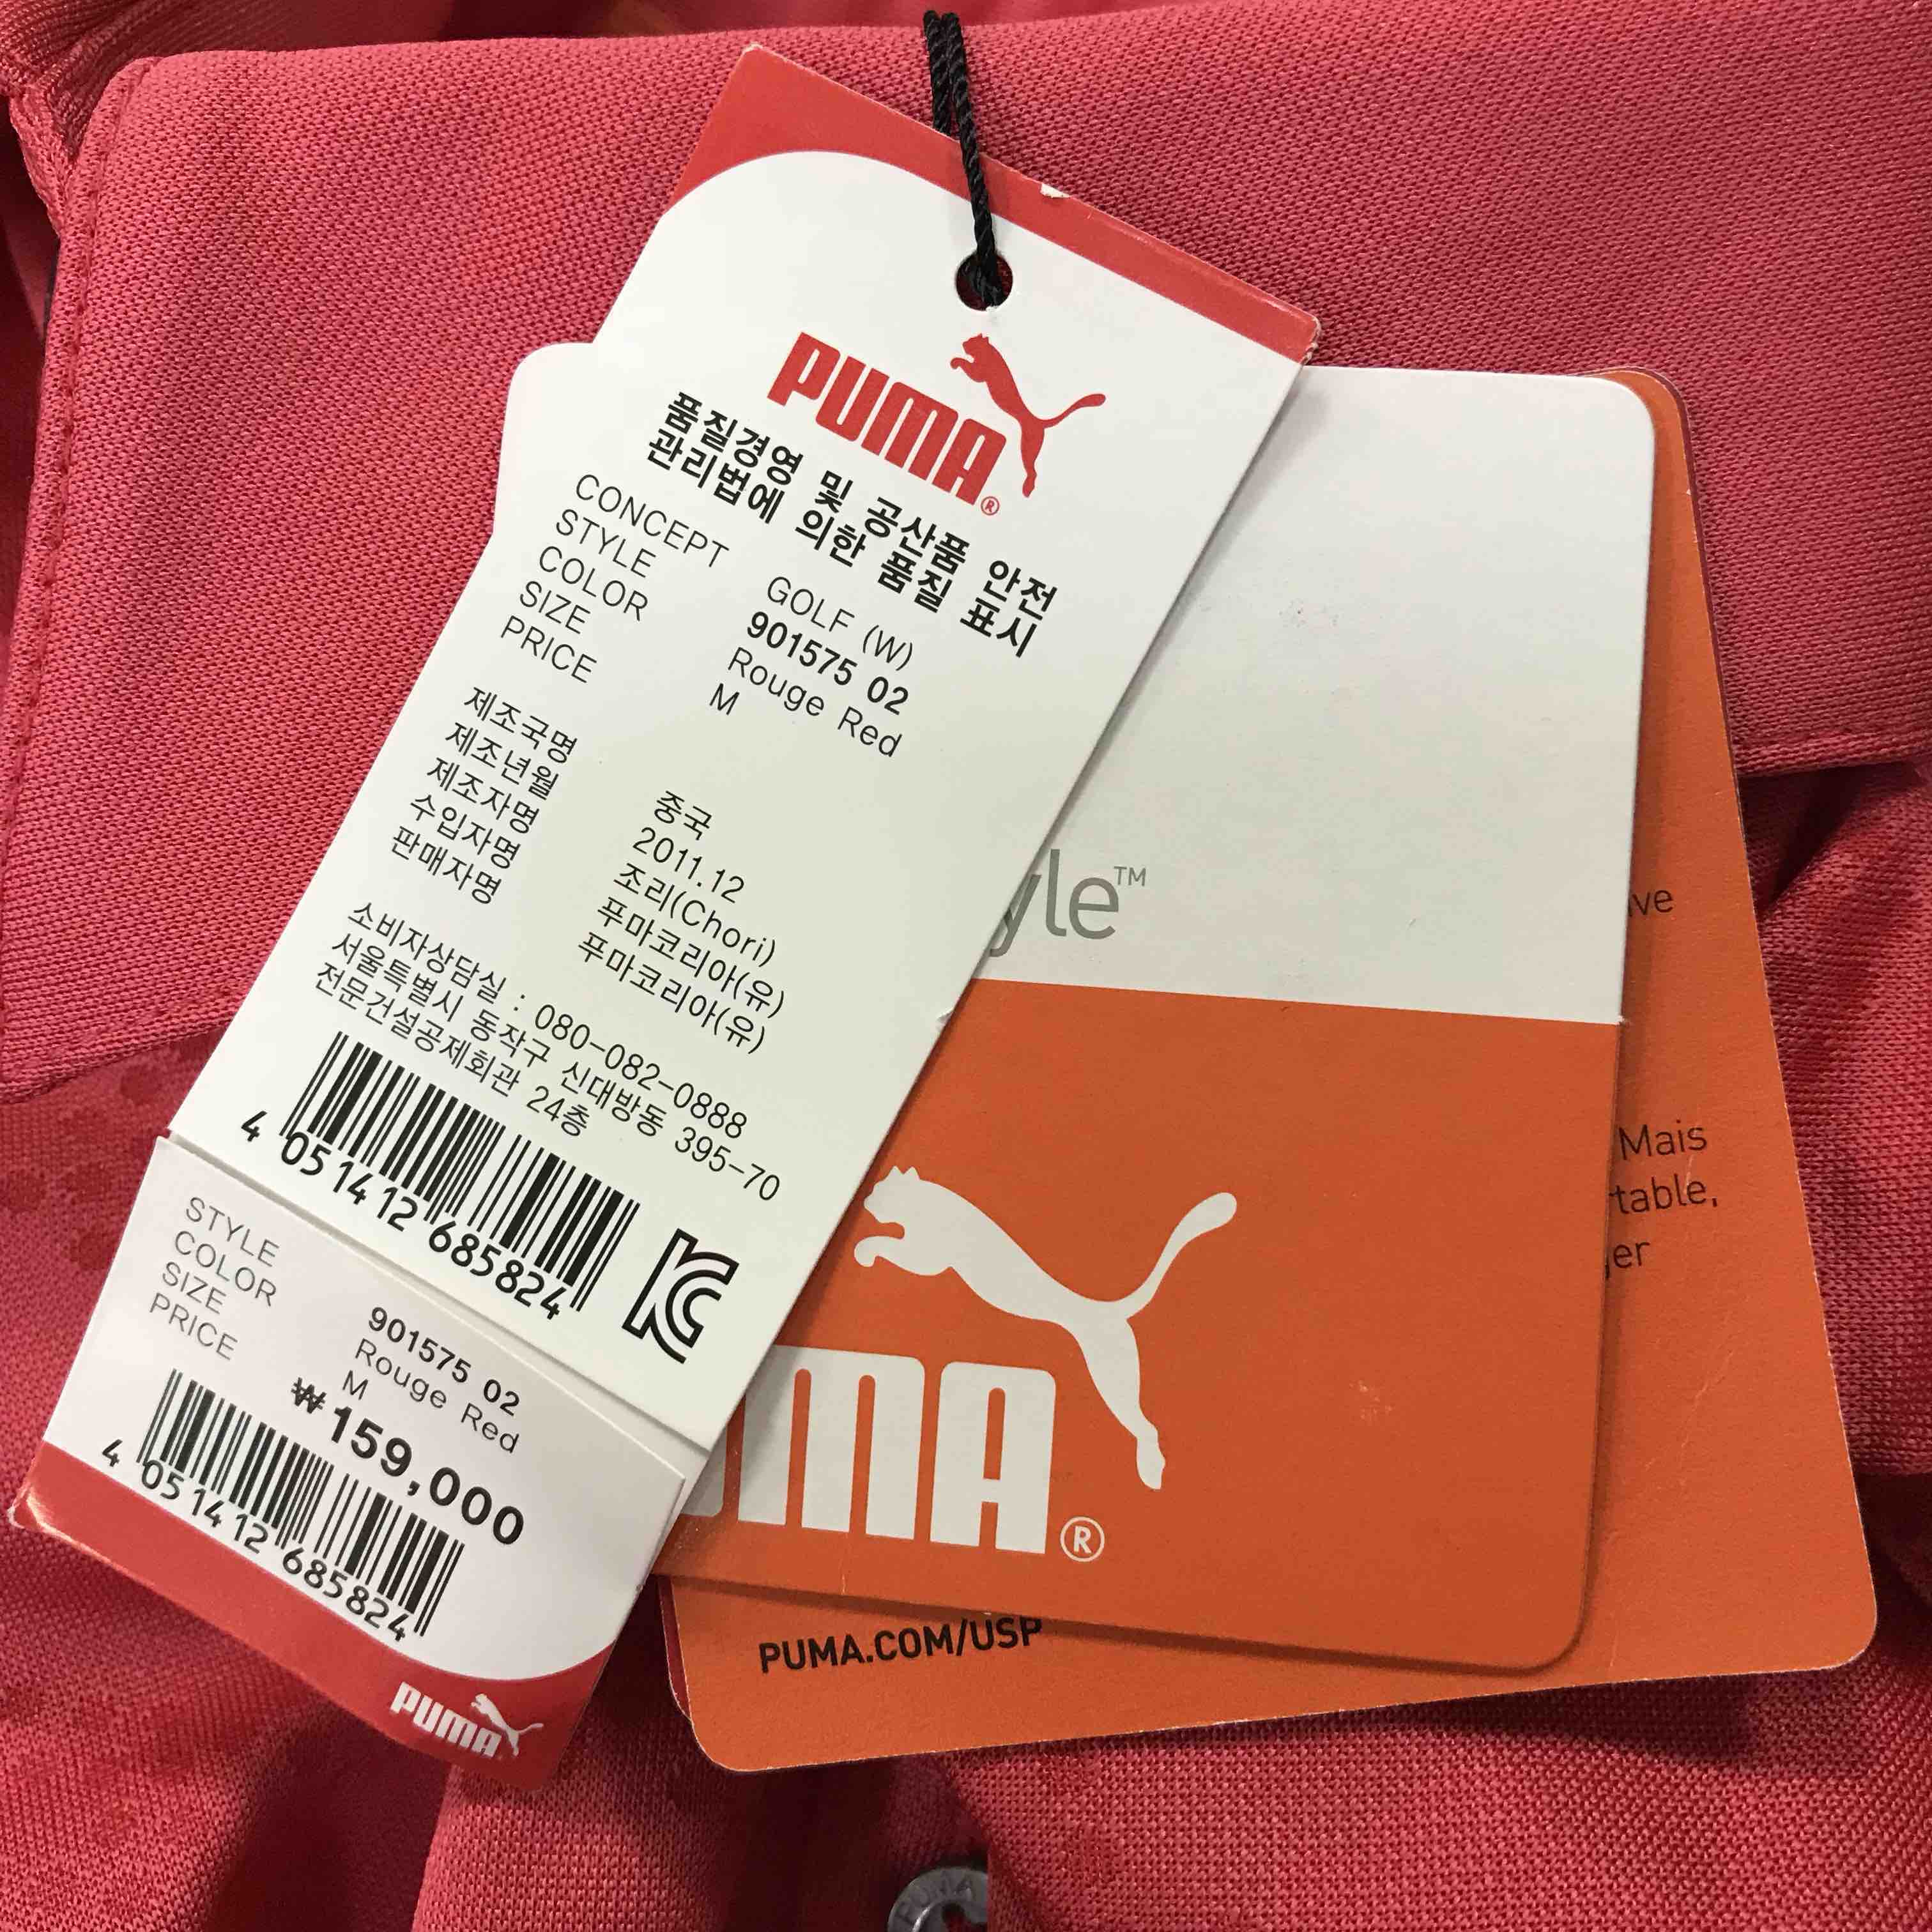 PUMA®
품질경영 및 공산품 안전
관리법에 의한 품질 표시
CONCEPT GOLF (W)
STYLE 901575 02
COLOR Rouge Red
SIZE M
PRICE
제조국명 중국
제조년월 2011.12
제조자명 조리(Chori)
수입자명 푸마코리아(유)
판매자명 푸마코리아(유)
소비자상담실 : 080-082-0888
서울특별시 동작구 신대방동 395-70
전문건설공제회관 24층
4 051412 685824
STYLE 901575 02
COLOR Rouge Red
SIZE M
PRICE ₩159,000
4 051412 685824
PUMA
yle™
MA®
ve
Mais
table,
er
PUMA.COM/USP